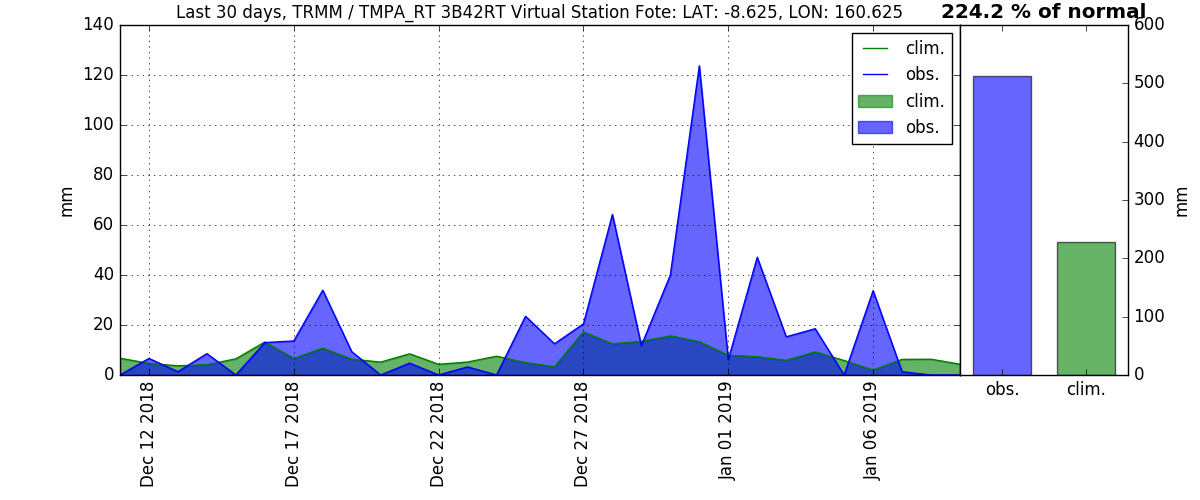 Last 30 days, TRMM / TMPA_RT 3B42RT Virtual Station Fote: LAT: -8.625, LON: 160.625
224.2 % of normal
140
120
100
80
60
40
20
0
mm
clim.
obs.
clim.
obs.
Dec 12 2018
Dec 17 2018
Dec 22 2018
Dec 27 2018
Jan 01 2019
Jan 06 2019
600
500
400
300
200
100
0
mm
obs.
clim.